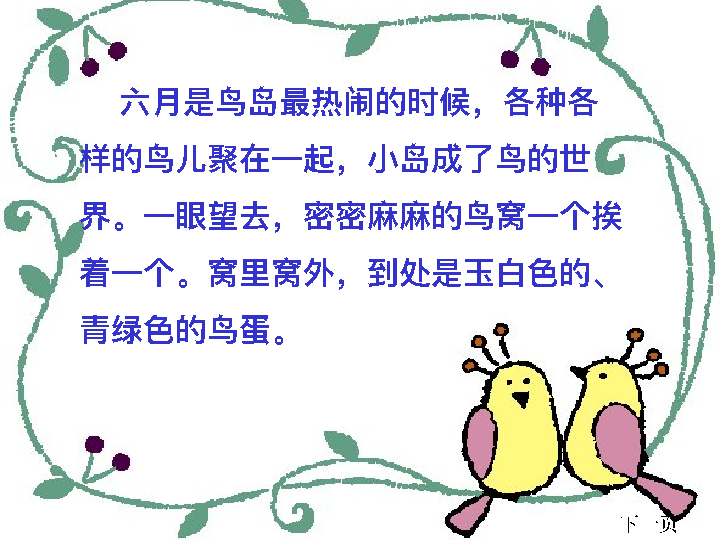 六月是鸟岛最热闹的时候，各种各
样的鸟儿聚在一起，小岛成了鸟的世
界。一眼望去，密密麻麻的鸟窝一个挨
着一个。窝里窝外，到处是玉白色的、
青绿色的鸟蛋。
下一页